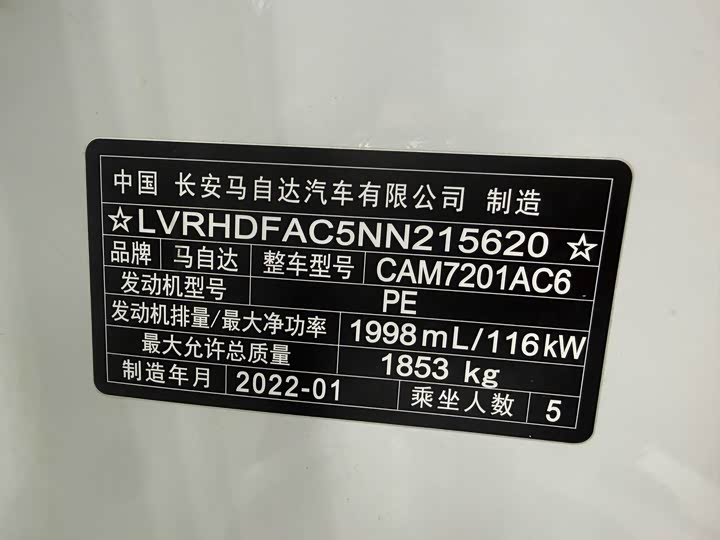 中国 长安马自达汽车有限公司 制造
☆LVRHDFAC5NN215620☆
品牌 马自达 整车型号 CAM7201AC6
发动机型号 PE
发动机排量/最大净功率 1998mL/116kW
最大允许总质量 1853 kg
制造年月 2022-01 乘坐人数 5